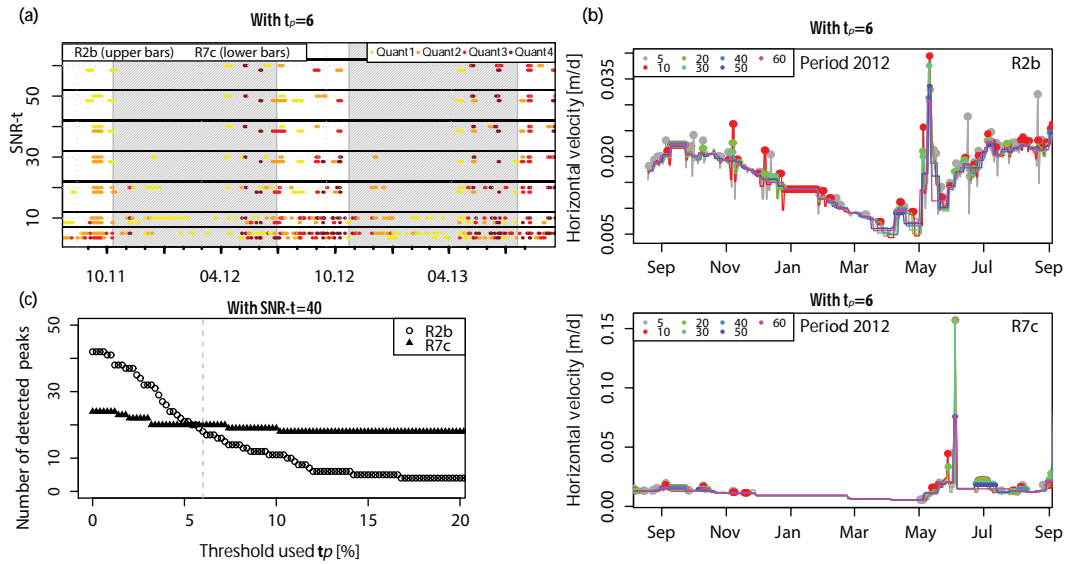 (a)
With tp=6
R2b (upper bars) R7c (lower bars)
Quant1 Quant2 Quant3 Quant4
SNR-t
50
30
10
10.11 04.12 10.12 04.13
(b)
With tp=6
5 20 40 60
10 30 50
Period 2012
R2b
Horizontal velocity [m/d]
0.035
0.020
0.005
Sep Nov Jan Mar May Jul Sep
(c)
With SNR-t=40
R2b
R7c
Number of detected peaks
50
30
10
0
0 5 10 15 20
Threshold used tp [%]
With tp=6
5 20 40 60
10 30 50
Period 2012
R7c
Horizontal velocity [m/d]
0.15
0.10
0.05
0.00
Sep Nov Jan Mar May Jul Sep